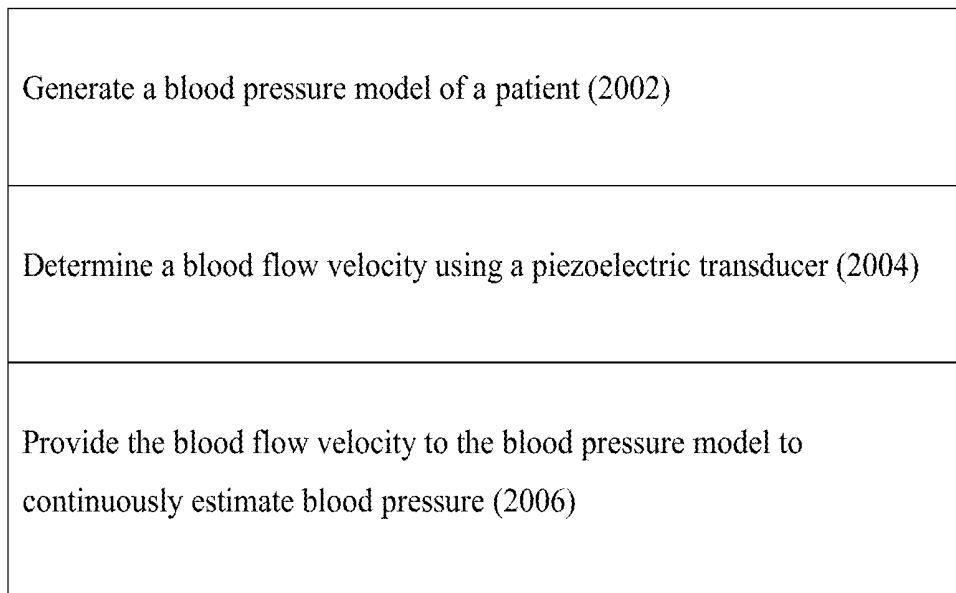 Generate a blood pressure model of a patient (2002)
Determine a blood flow velocity using a piezoelectric transducer (2004)
Provide the blood flow velocity to the blood pressure model to
continuously estimate blood pressure (2006)